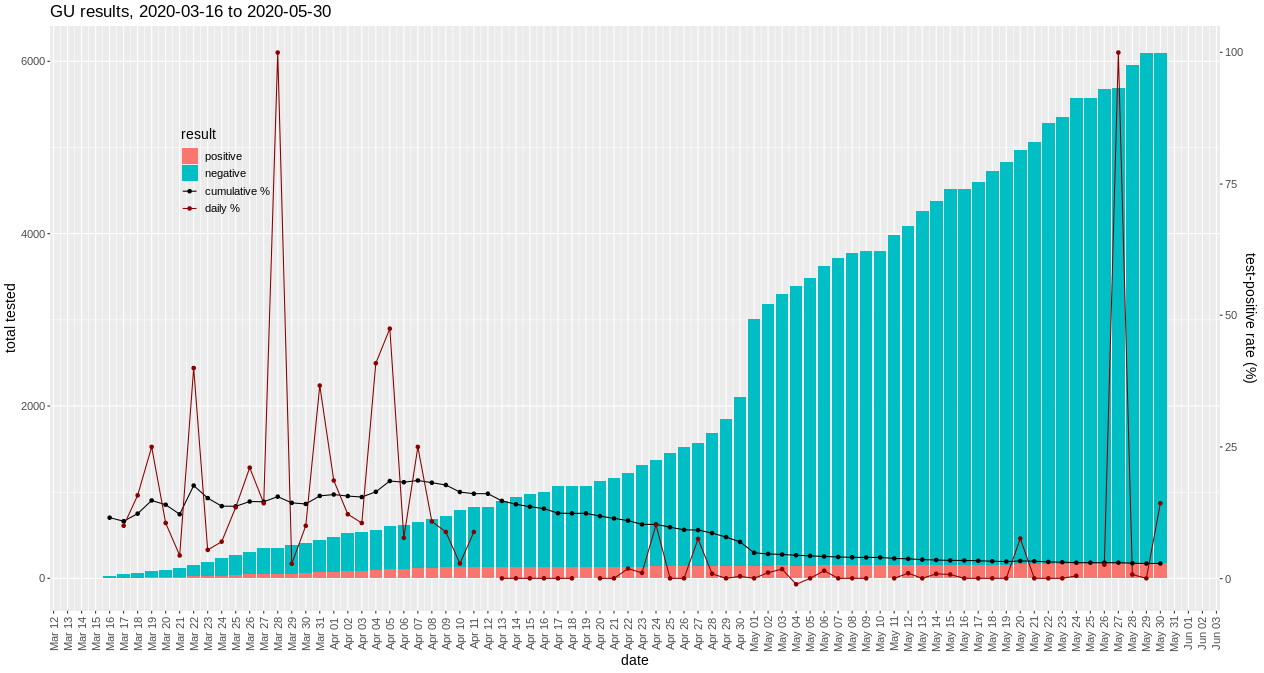 GU results, 2020-03-16 to 2020-05-30
total tested
6000
4000
2000
0
result
positive
negative
cumulative %
daily %
100
75
50
25
0
test-positive rate (%)
Mar 12
Mar 13
Mar 14
Mar 15
Mar 16
Mar 17
Mar 18
Mar 19
Mar 20
Mar 21
Mar 22
Mar 23
Mar 24
Mar 25
Mar 26
Mar 27
Mar 28
Mar 29
Mar 30
Mar 31
Apr 01
Apr 02
Apr 03
Apr 04
Apr 05
Apr 06
Apr 07
Apr 08
Apr 09
Apr 10
Apr 11
Apr 12
Apr 13
Apr 14
Apr 15
Apr 16
Apr 17
Apr 18
Apr 19
Apr 20
Apr 21
Apr 22
Apr 23
Apr 24
Apr 25
Apr 26
Apr 27
Apr 28
Apr 29
Apr 30
May 01
May 02
May 03
May 04
May 05
May 06
May 07
May 08
May 09
May 10
May 11
May 12
May 13
May 14
May 15
May 16
May 17
May 18
May 19
May 20
May 21
May 22
May 23
May 24
May 25
May 26
May 27
May 28
May 29
May 30
May 31
Jun 01
Jun 02
Jun 03
date